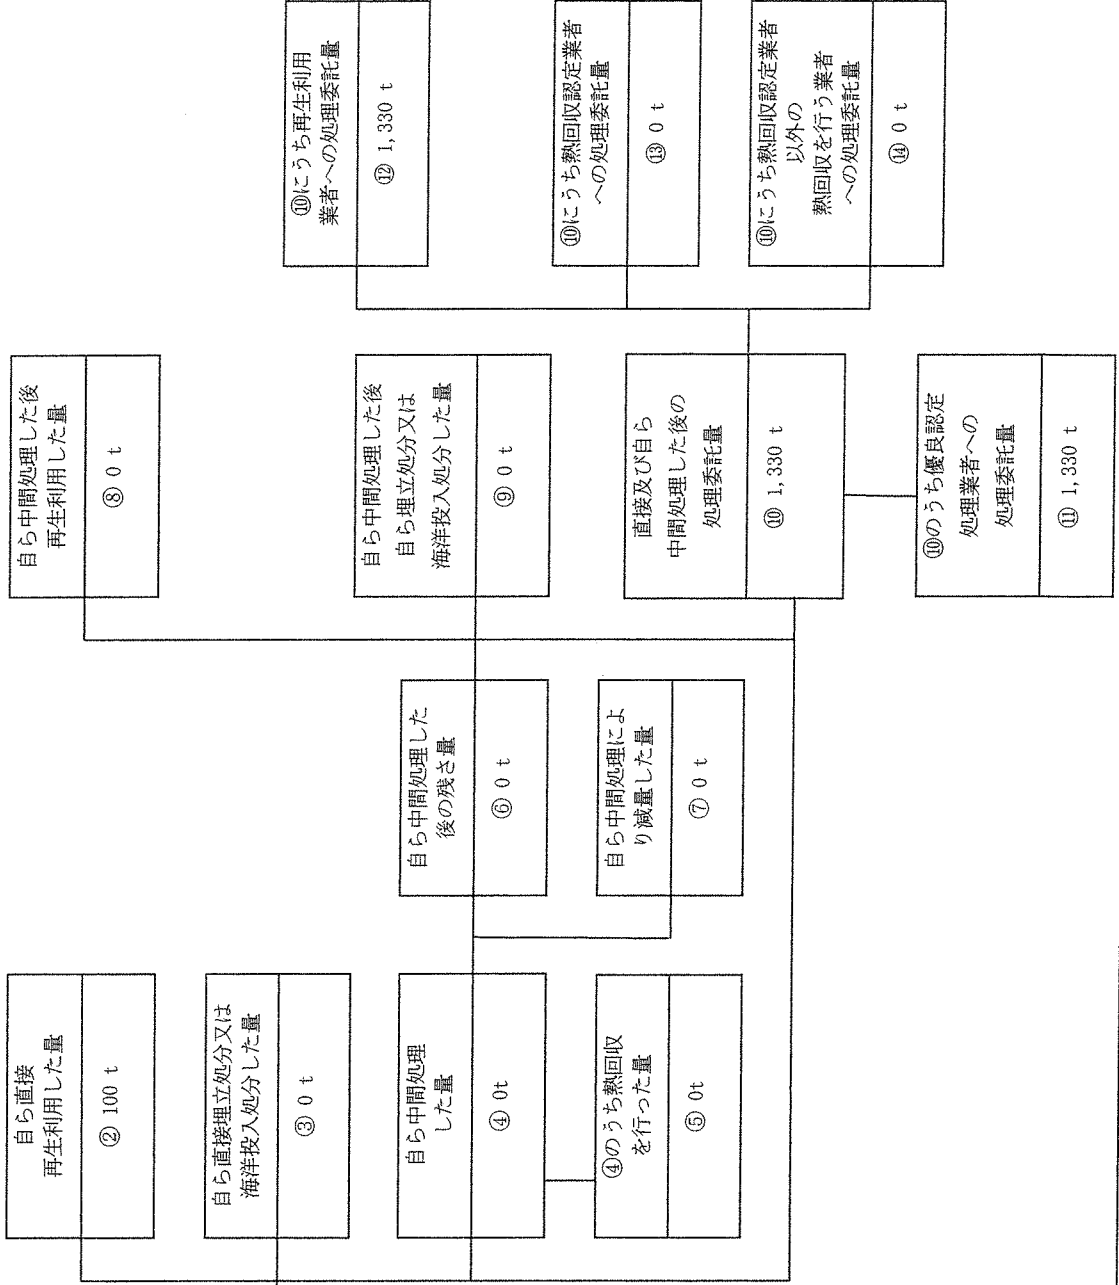 自ら直接
再生利用した量
② 100 t
自ら直接埋立処分又は
海洋投入処分した量
③ 0 t
自ら中間処理
した量
④ 0t
④のうち熱回収
を行った量
⑤ 0t
自ら中間処理した
後の残さ量
⑥ 0 t
自ら中間処理によ
り減量した量
⑦ 0 t
自ら中間処理した後
再生利用した量
⑧ 0 t
自ら中間処理した後
自ら埋立処分又は
海洋投入処分した量
⑨ 0 t
直接及び自ら
中間処理した後の
処理委託量
⑩ 1,330 t
⑩のうち優良認定
処理業者への
処理委託量
⑪ 1,330 t
⑩にうち再生利用
業者への処理委託量
⑫ 1,330 t
⑩にうち熱回収認定業者
への処理委託量
⑬ 0 t
⑩にうち熱回収認定業者
以外の
熱回収を行う業者
への処理委託量
⑭ 0 t